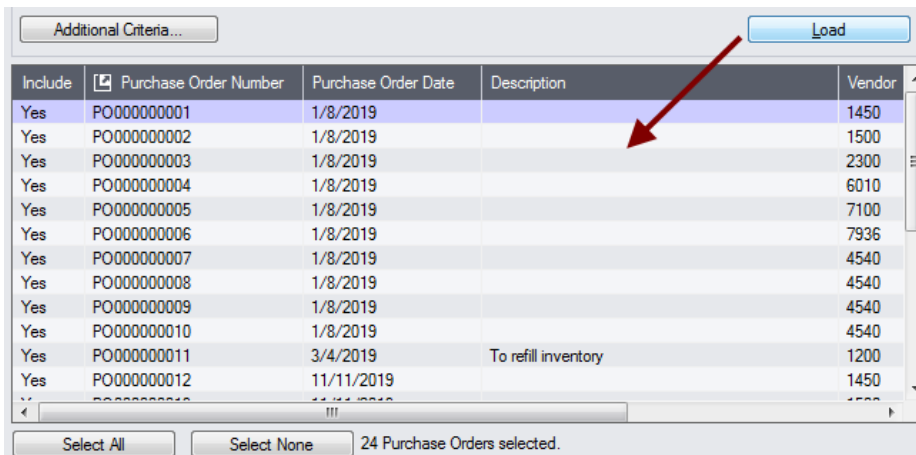 Additional Criteria... Load
Include Purchase Order Number Purchase Order Date Description Vendor
Yes PO000000001 1/8/2019 1450
Yes PO000000002 1/8/2019 1500
Yes PO000000003 1/8/2019 2300
Yes PO000000004 1/8/2019 6010
Yes PO000000005 1/8/2019 7100
Yes PO000000006 1/8/2019 7936
Yes PO000000007 1/8/2019 4540
Yes PO000000008 1/8/2019 4540
Yes PO000000009 1/8/2019 4540
Yes PO000000010 1/8/2019 4540
Yes PO000000011 3/4/2019 To refill inventory 1200
Yes PO000000012 11/11/2019 1450
Select All Select None 24 Purchase Orders selected.